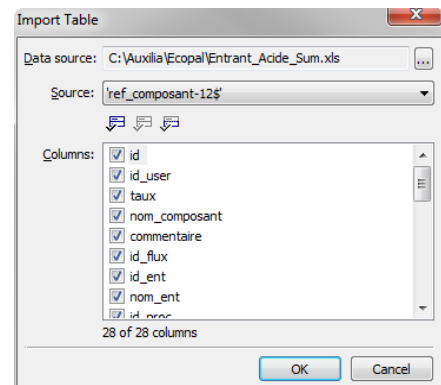 Import Table
Data source: C:\Auxilia\Ecopal\Entrant_Acide_Sum.xls ...
Source: 'ref_composant-12$'
Columns: id
id_user
taux
nom_composant
commentaire
id_flux
id_ent
nom_ent
id_proc
28 of 28 columns
OK Cancel